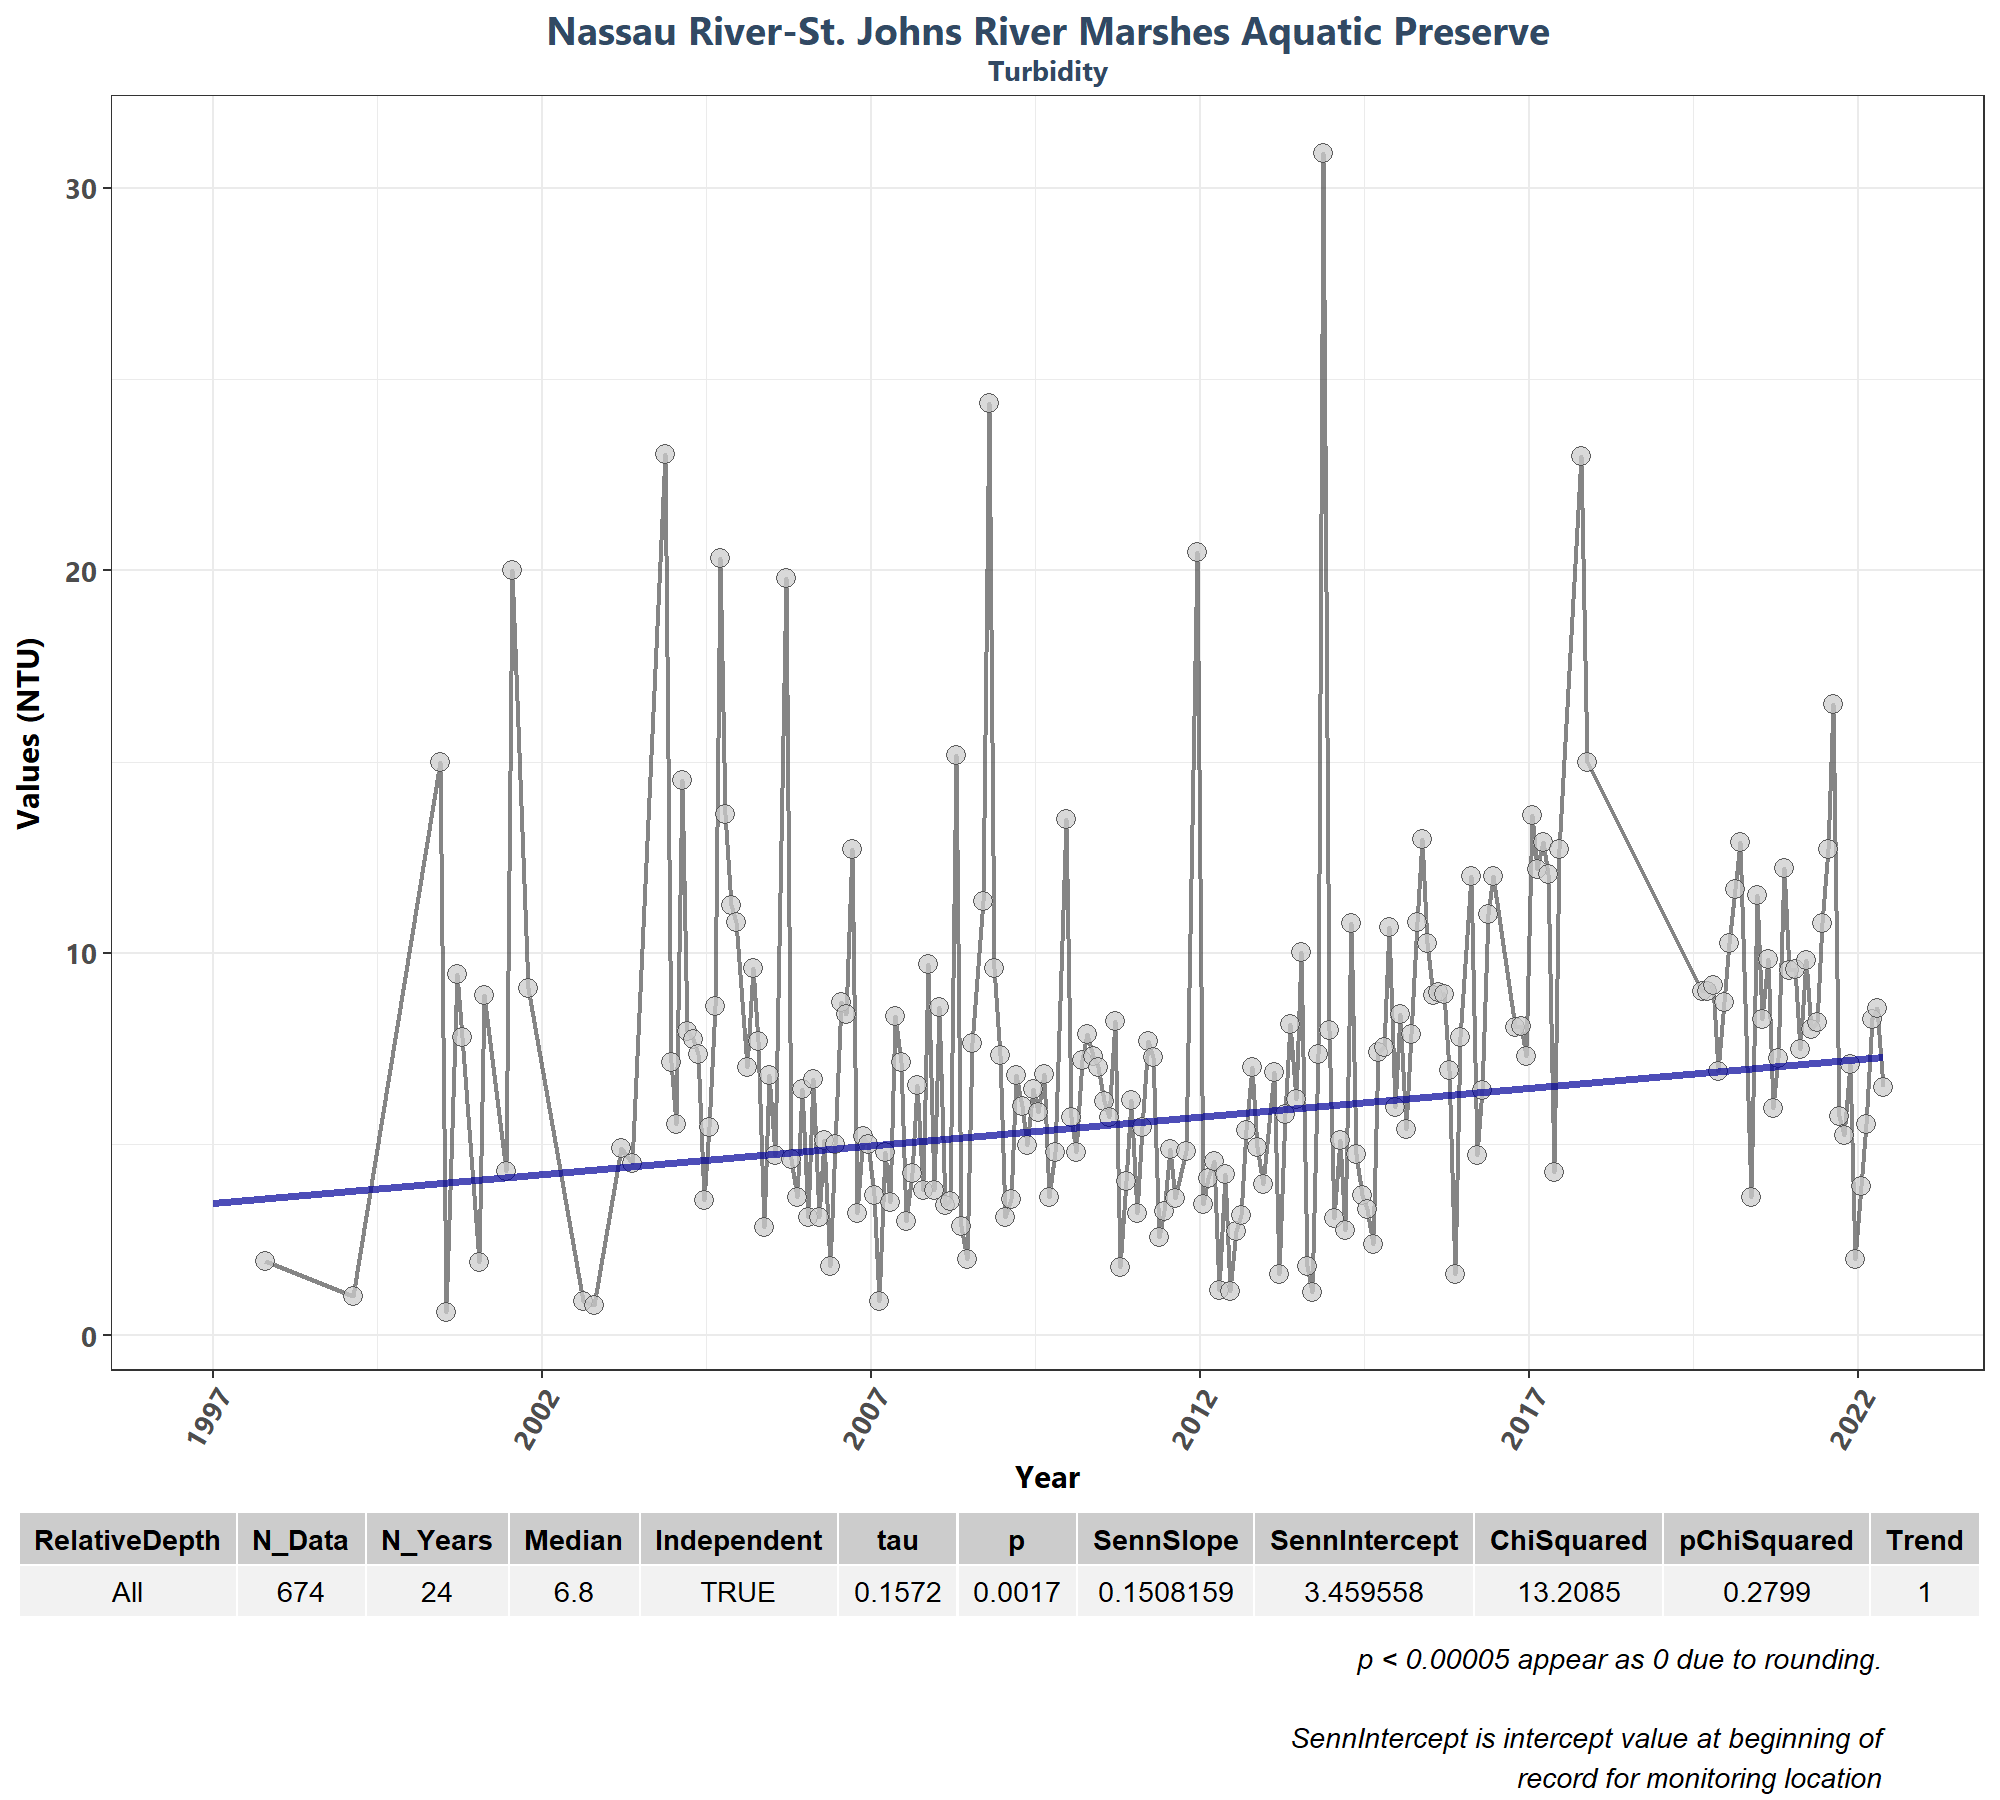 Nassau River-St. Johns River Marshes Aquatic Preserve
Turbidity
Values (NTU)
30
20
10
0
1997
2002
2007
2012
2017
2022
Year
RelativeDepth N_Data N_Years Median Independent tau p SennSlope SennIntercept ChiSquared pChiSquared Trend
All 674 24 6.8 TRUE 0.1572 0.0017 0.1508159 3.459558 13.2085 0.2799 1
p < 0.00005 appear as 0 due to rounding.
SennIntercept is intercept value at beginning of
record for monitoring location